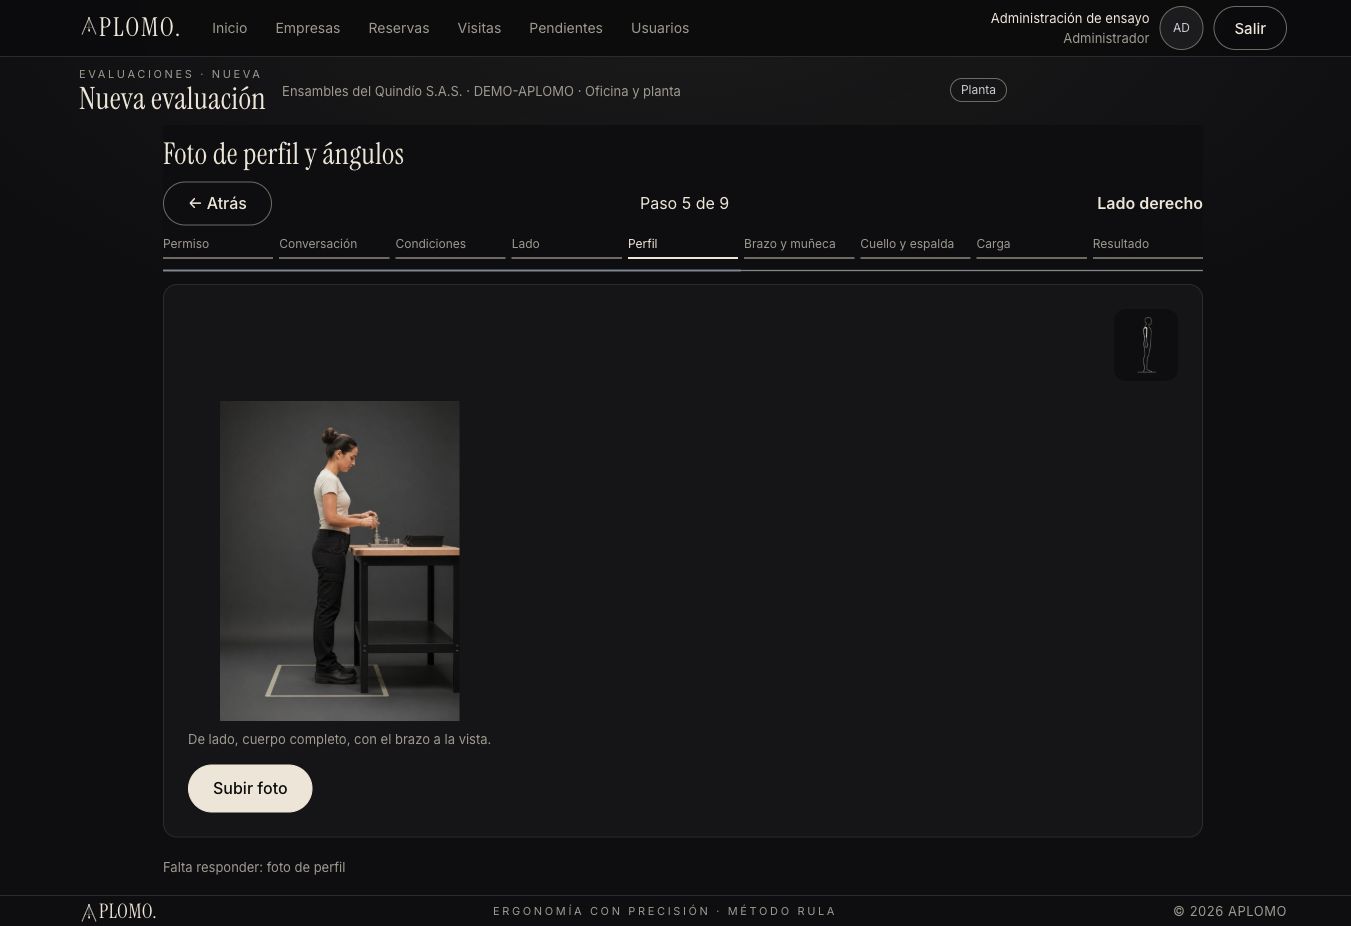 APLOMO.
Inicio
Empresas
Reservas
Visitas
Pendientes
Usuarios
Administración de ensayo
Administrador
AD
Salir
EVALUACIONES · NUEVA
Nueva evaluación
Ensambles del Quindío S.A.S. · DEMO-APLOMO · Oficina y planta
Planta
Foto de perfil y ángulos
← Atrás
Paso 5 de 9
Lado derecho
Permiso
Conversación
Condiciones
Lado
Perfil
Brazo y muñeca
Cuello y espalda
Carga
Resultado
De lado, cuerpo completo, con el brazo a la vista.
Subir foto
Falta responder: foto de perfil
APLOMO.
ERGONOMÍA CON PRECISIÓN · MÉTODO RULA
© 2026 APLOMO